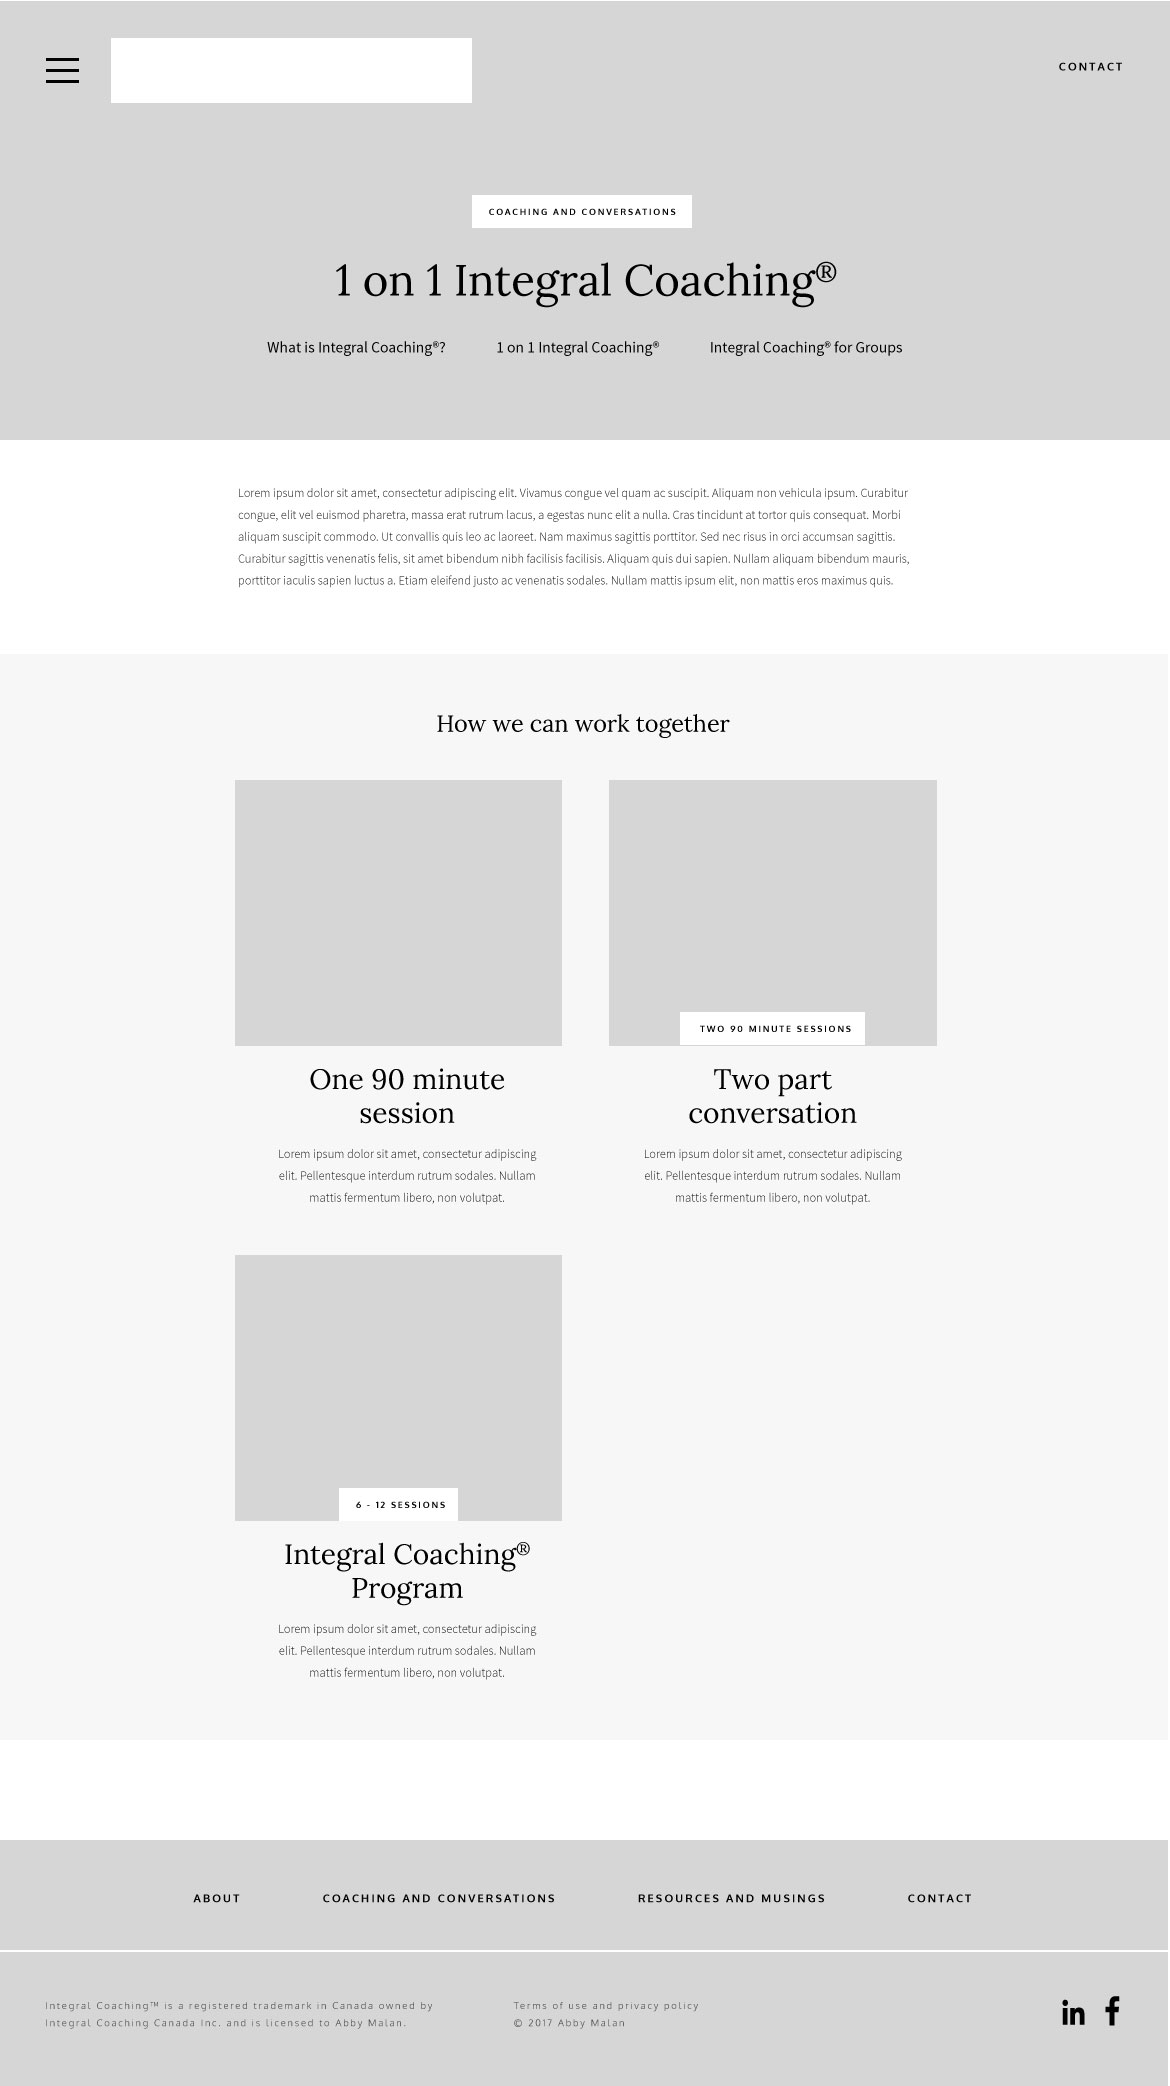 CONTACT
COACHING AND CONVERSATIONS
1 on 1 Integral Coaching®
What is Integral Coaching®? 1 on 1 Integral Coaching® Integral Coaching® for Groups
Lorem ipsum dolor sit amet, consectetur adipiscing elit. Vivamus congue vel quam ac suscipit. Aliquam non vehicula ipsum. Curabitur
congue, elit vel euismod pharetra, massa erat rutrum lacus, a egestas nunc elit a nulla. Cras tincidunt at tortor quis consequat. Morbi
aliquam suscipit commodo. Ut convallis quis leo ac laoreet. Nam maximus sagittis porttitor. Sed nec risus in orci accumsan sagittis.
Curabitur sagittis venenatis felis, sit amet bibendum nibh facilisis facilisis. Aliquam quis dui sapien. Nullam aliquam bibendum mauris,
porttitor iaculis sapien luctus a. Etiam eleifend justo ac venenatis sodales. Nullam mattis ipsum elit, non mattis eros maximus quis.
How we can work together
One 90 minute
session
Lorem ipsum dolor sit amet, consectetur adipiscing
elit. Pellentesque interdum rutrum sodales. Nullam
mattis fermentum libero, non volutpat.
TWO 90 MINUTE SESSIONS
Two part
conversation
Lorem ipsum dolor sit amet, consectetur adipiscing
elit. Pellentesque interdum rutrum sodales. Nullam
mattis fermentum libero, non volutpat.
6 - 12 SESSIONS
Integral Coaching®
Program
Lorem ipsum dolor sit amet, consectetur adipiscing
elit. Pellentesque interdum rutrum sodales. Nullam
mattis fermentum libero, non volutpat.
ABOUT COACHING AND CONVERSATIONS RESOURCES AND MUSINGS CONTACT
Integral Coaching™ is a registered trademark in Canada owned by
Integral Coaching Canada Inc. and is licensed to Abby Malan.
Terms of use and privacy policy
© 2017 Abby Malan
in f